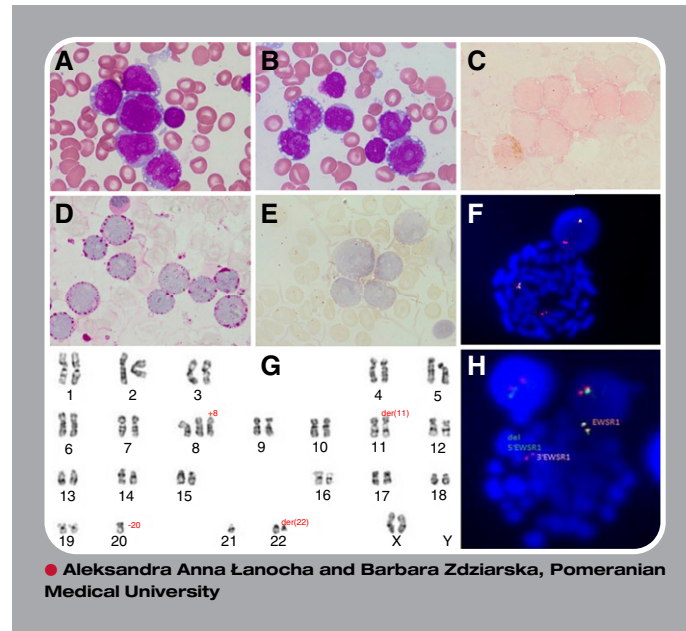 A
B
C
D
E
F
G
H
1
2
3
4
5
6
7
8
+8
9
10
11
der(11)
12
13
14
15
16
17
18
19
20
-20
21
22
der(22)
X
Y
EWSR1
del
5'EWSR1
3'EWSR1
● Aleksandra Anna Łanocha and Barbara Zdziarska, Pomeranian
Medical University